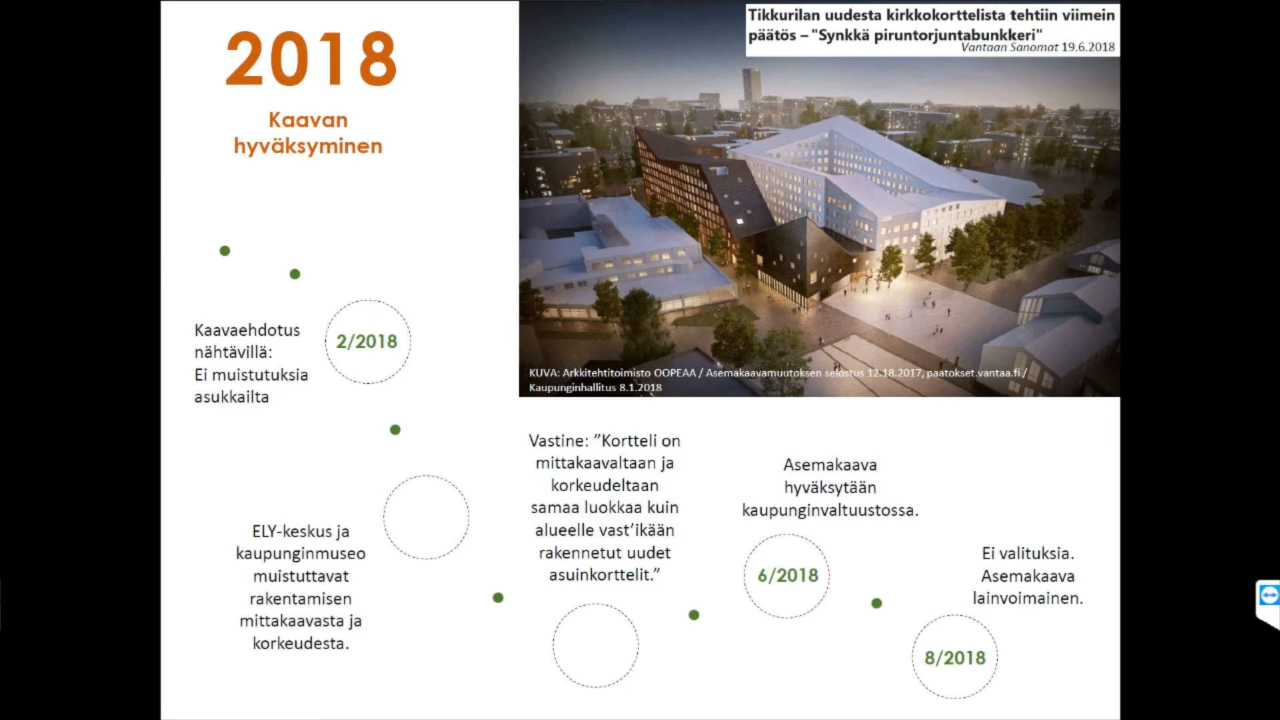 2018
Kaavan
hyväksyminen
Tikkurilan uudesta kirkkokorttelista tehtiin viimein
päätös – "Synkkä piruntorjuntabunkkeri"
Vantaan Sanomat 19.6.2018
KUVA: Arkkitehtitoimisto OOPEAA / Asemakaavamuutoksen selostus 12.18.2017, paatokset.vantaa.fi /
Kaupunginhallitus 8.1.2018
Kaavaehdotus
nähtävillä:
Ei muistutuksia
asukkailta
2/2018
ELY-keskus ja
kaupunginmuseo
muistuttavat
rakentamisen
mittakaavasta ja
korkeudesta.
Vastine: ”Kortteli on
mittakaavaltaan ja
korkeudeltaan
samaa luokkaa kuin
alueelle vast’ikään
rakennetut uudet
asuinkorttelit.”
Asemakaava
hyväksytään
kaupunginvaltuustossa.
6/2018
Ei valituksia.
Asemakaava
lainvoimainen.
8/2018